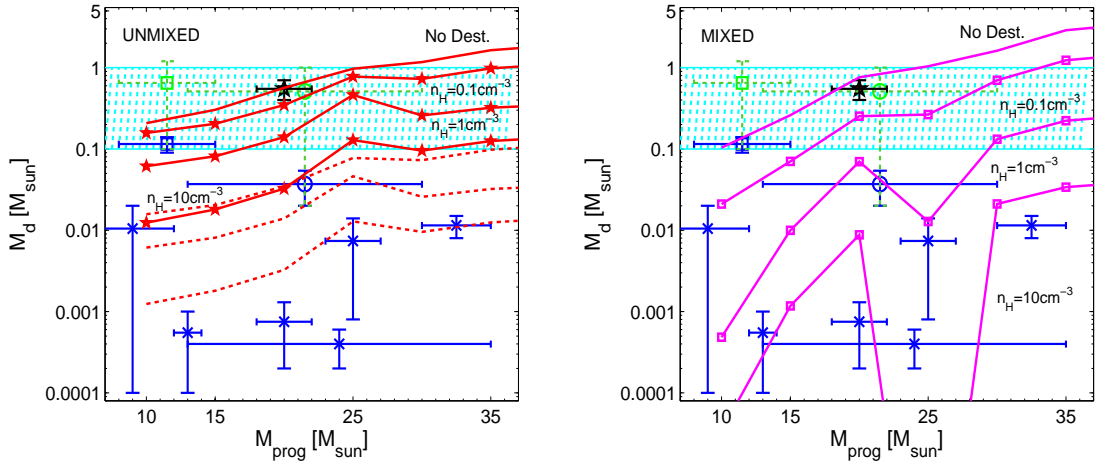 UNMIXED
No Dest.
n_H=0.1cm⁻³
n_H=1cm⁻³
n_H=10cm⁻³
M_d [M_sun]
5
1
0.1
0.01
0.001
0.0001
10 15 20 25 30 35
M_prog [M_sun]
MIXED
No Dest.
n_H=0.1cm⁻³
n_H=1cm⁻³
n_H=10cm⁻³
M_d [M_sun]
5
1
0.1
0.01
0.001
0.0001
10 15 20 25 30 35
M_prog [M_sun]